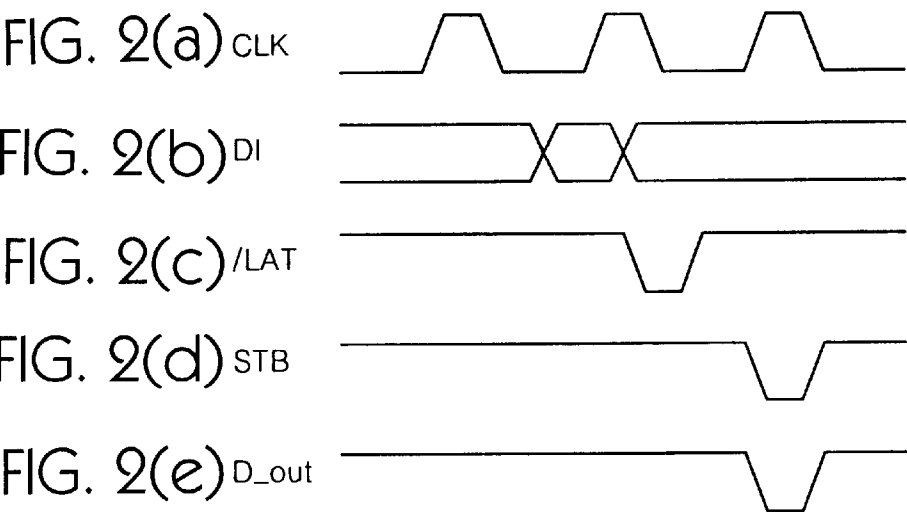 FIG. 2(a) CLK
FIG. 2(b) DI
FIG. 2(c) /LAT
FIG. 2(d) STB
FIG. 2(e) D_out